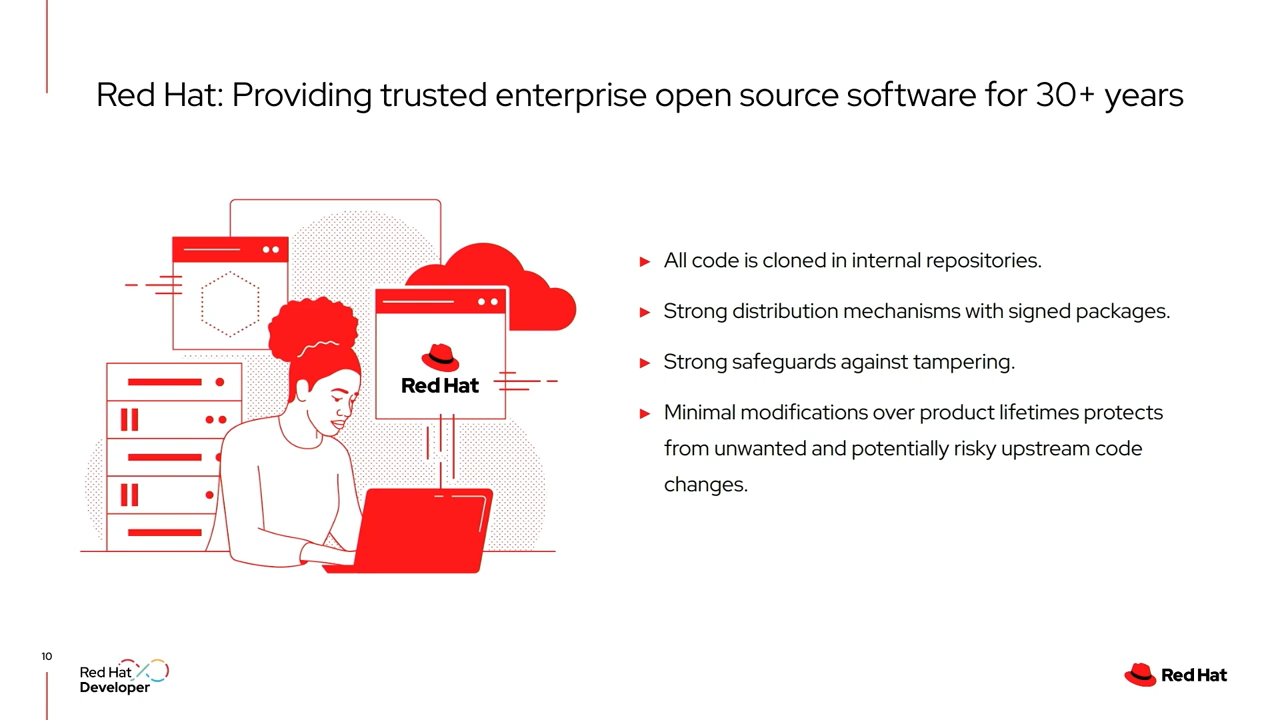 Red Hat: Providing trusted enterprise open source software for 30+ years
Red Hat
► All code is cloned in internal repositories.
► Strong distribution mechanisms with signed packages.
► Strong safeguards against tampering.
► Minimal modifications over product lifetimes protects
from unwanted and potentially risky upstream code
changes.
10
Red Hat
Developer
Red Hat